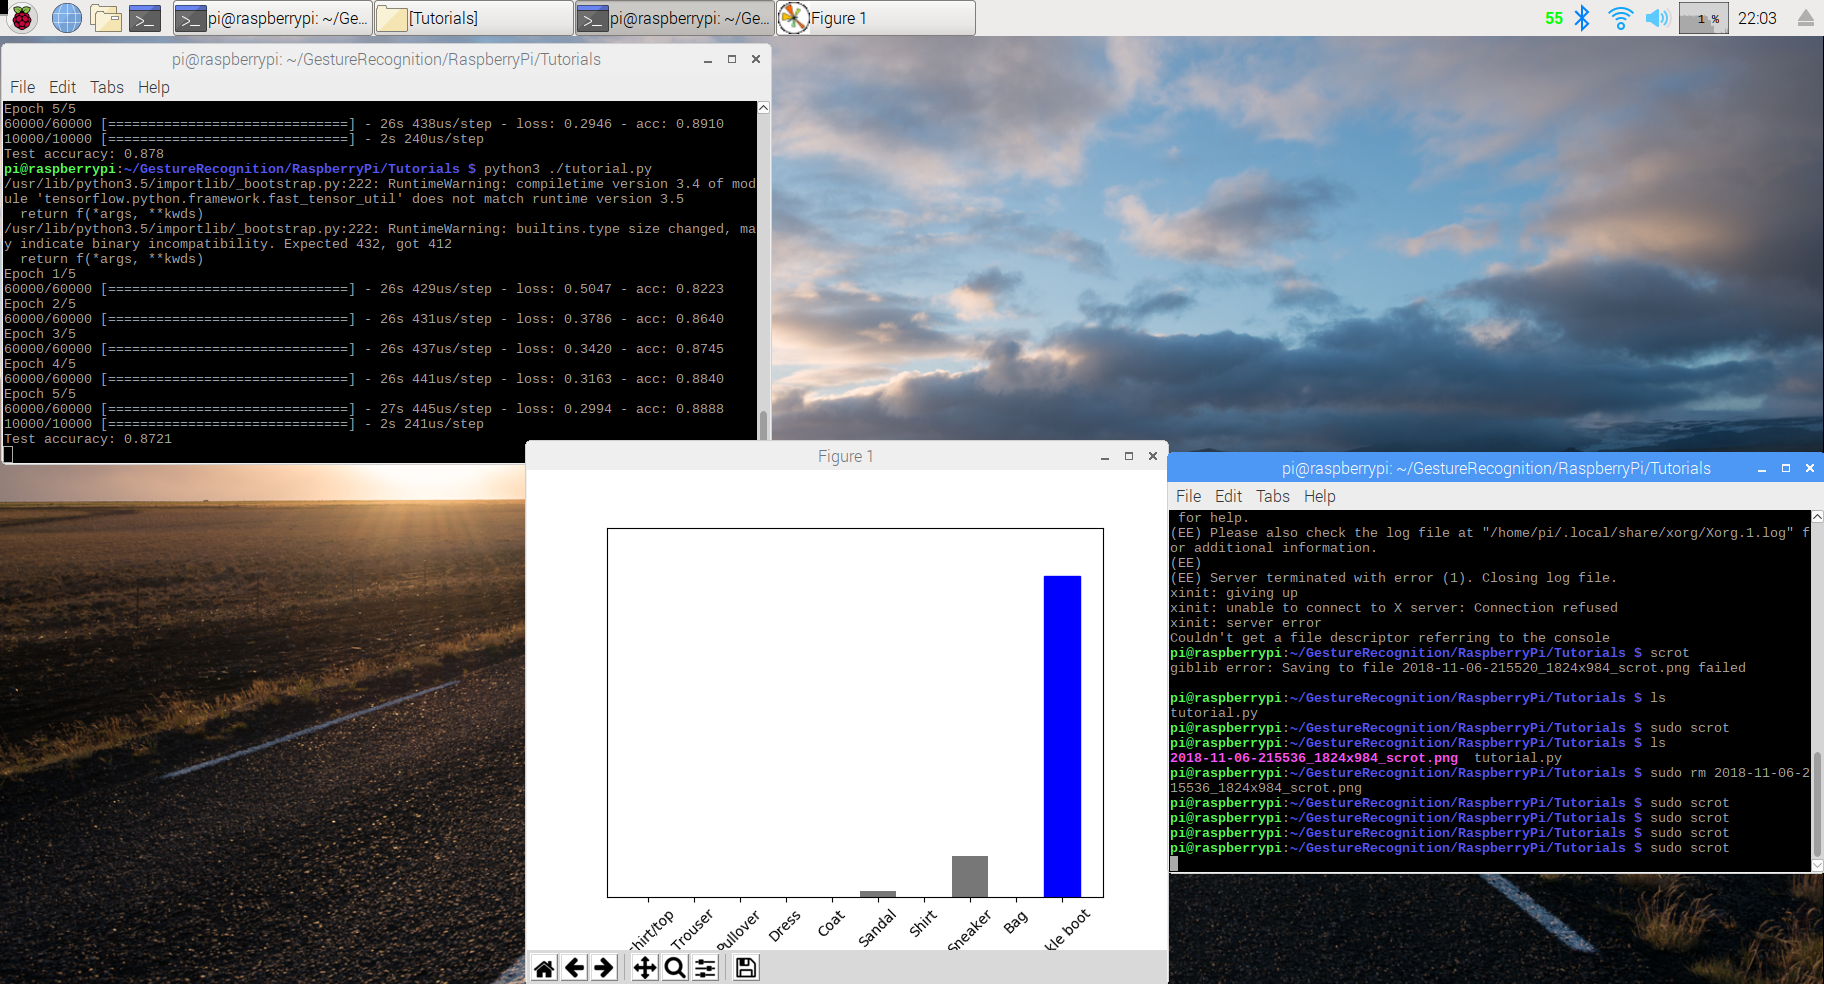 pi@raspberrypi: ~/Ge...
[Tutorials]
pi@raspberrypi: ~/Ge...
Figure 1
55
1 %
22:03
pi@raspberrypi: ~/GestureRecognition/RaspberryPi/Tutorials
File Edit Tabs Help
Epoch 5/5
60000/60000 [==============================] - 26s 438us/step - loss: 0.2946 - acc: 0.8910
10000/10000 [==============================] - 2s 240us/step
Test accuracy: 0.878
pi@raspberrypi:~/GestureRecognition/RaspberryPi/Tutorials $ python3 ./tutorial.py
/usr/lib/python3.5/importlib/_bootstrap.py:222: RuntimeWarning: compiletime version 3.4 of mod
ule 'tensorflow.python.framework.fast_tensor_util' does not match runtime version 3.5
  return f(*args, **kwds)
/usr/lib/python3.5/importlib/_bootstrap.py:222: RuntimeWarning: builtins.type size changed, ma
y indicate binary incompatibility. Expected 432, got 412
  return f(*args, **kwds)
Epoch 1/5
60000/60000 [==============================] - 26s 429us/step - loss: 0.5047 - acc: 0.8223
Epoch 2/5
60000/60000 [==============================] - 26s 431us/step - loss: 0.3786 - acc: 0.8640
Epoch 3/5
60000/60000 [==============================] - 26s 437us/step - loss: 0.3420 - acc: 0.8745
Epoch 4/5
60000/60000 [==============================] - 26s 441us/step - loss: 0.3163 - acc: 0.8840
Epoch 5/5
60000/60000 [==============================] - 27s 445us/step - loss: 0.2994 - acc: 0.8888
10000/10000 [==============================] - 2s 241us/step
Test accuracy: 0.8721
Figure 1
hirt/top
Trouser
Pullover
Dress
Coat
Sandal
Shirt
Sneaker
Bag
kle boot
pi@raspberrypi: ~/GestureRecognition/RaspberryPi/Tutorials
File Edit Tabs Help
 for help.
(EE) Please also check the log file at "/home/pi/.local/share/xorg/Xorg.1.log" f
or additional information.
(EE)
(EE) Server terminated with error (1). Closing log file.
xinit: giving up
xinit: unable to connect to X server: Connection refused
xinit: server error
Couldn't get a file descriptor referring to the console
pi@raspberrypi:~/GestureRecognition/RaspberryPi/Tutorials $ scrot
giblib error: Saving to file 2018-11-06-215520_1824x984_scrot.png failed
pi@raspberrypi:~/GestureRecognition/RaspberryPi/Tutorials $ ls
tutorial.py
pi@raspberrypi:~/GestureRecognition/RaspberryPi/Tutorials $ sudo scrot
pi@raspberrypi:~/GestureRecognition/RaspberryPi/Tutorials $ ls
2018-11-06-215536_1824x984_scrot.png  tutorial.py
pi@raspberrypi:~/GestureRecognition/RaspberryPi/Tutorials $ sudo rm 2018-11-06-2
15536_1824x984_scrot.png
pi@raspberrypi:~/GestureRecognition/RaspberryPi/Tutorials $ sudo scrot
pi@raspberrypi:~/GestureRecognition/RaspberryPi/Tutorials $ sudo scrot
pi@raspberrypi:~/GestureRecognition/RaspberryPi/Tutorials $ sudo scrot
pi@raspberrypi:~/GestureRecognition/RaspberryPi/Tutorials $ sudo scrot